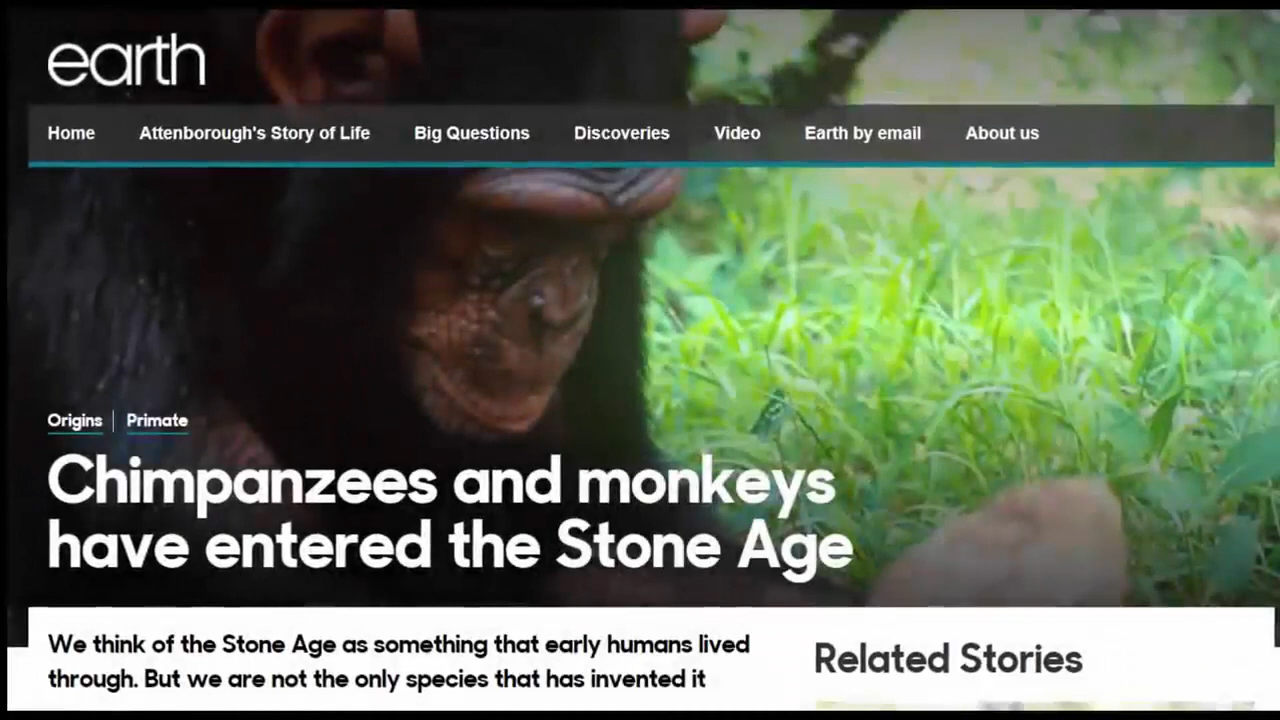 earth
Home Attenborough's Story of Life Big Questions Discoveries Video Earth by email About us
Origins Primate
Chimpanzees and monkeys
have entered the Stone Age
We think of the Stone Age as something that early humans lived
through. But we are not the only species that has invented it
Related Stories